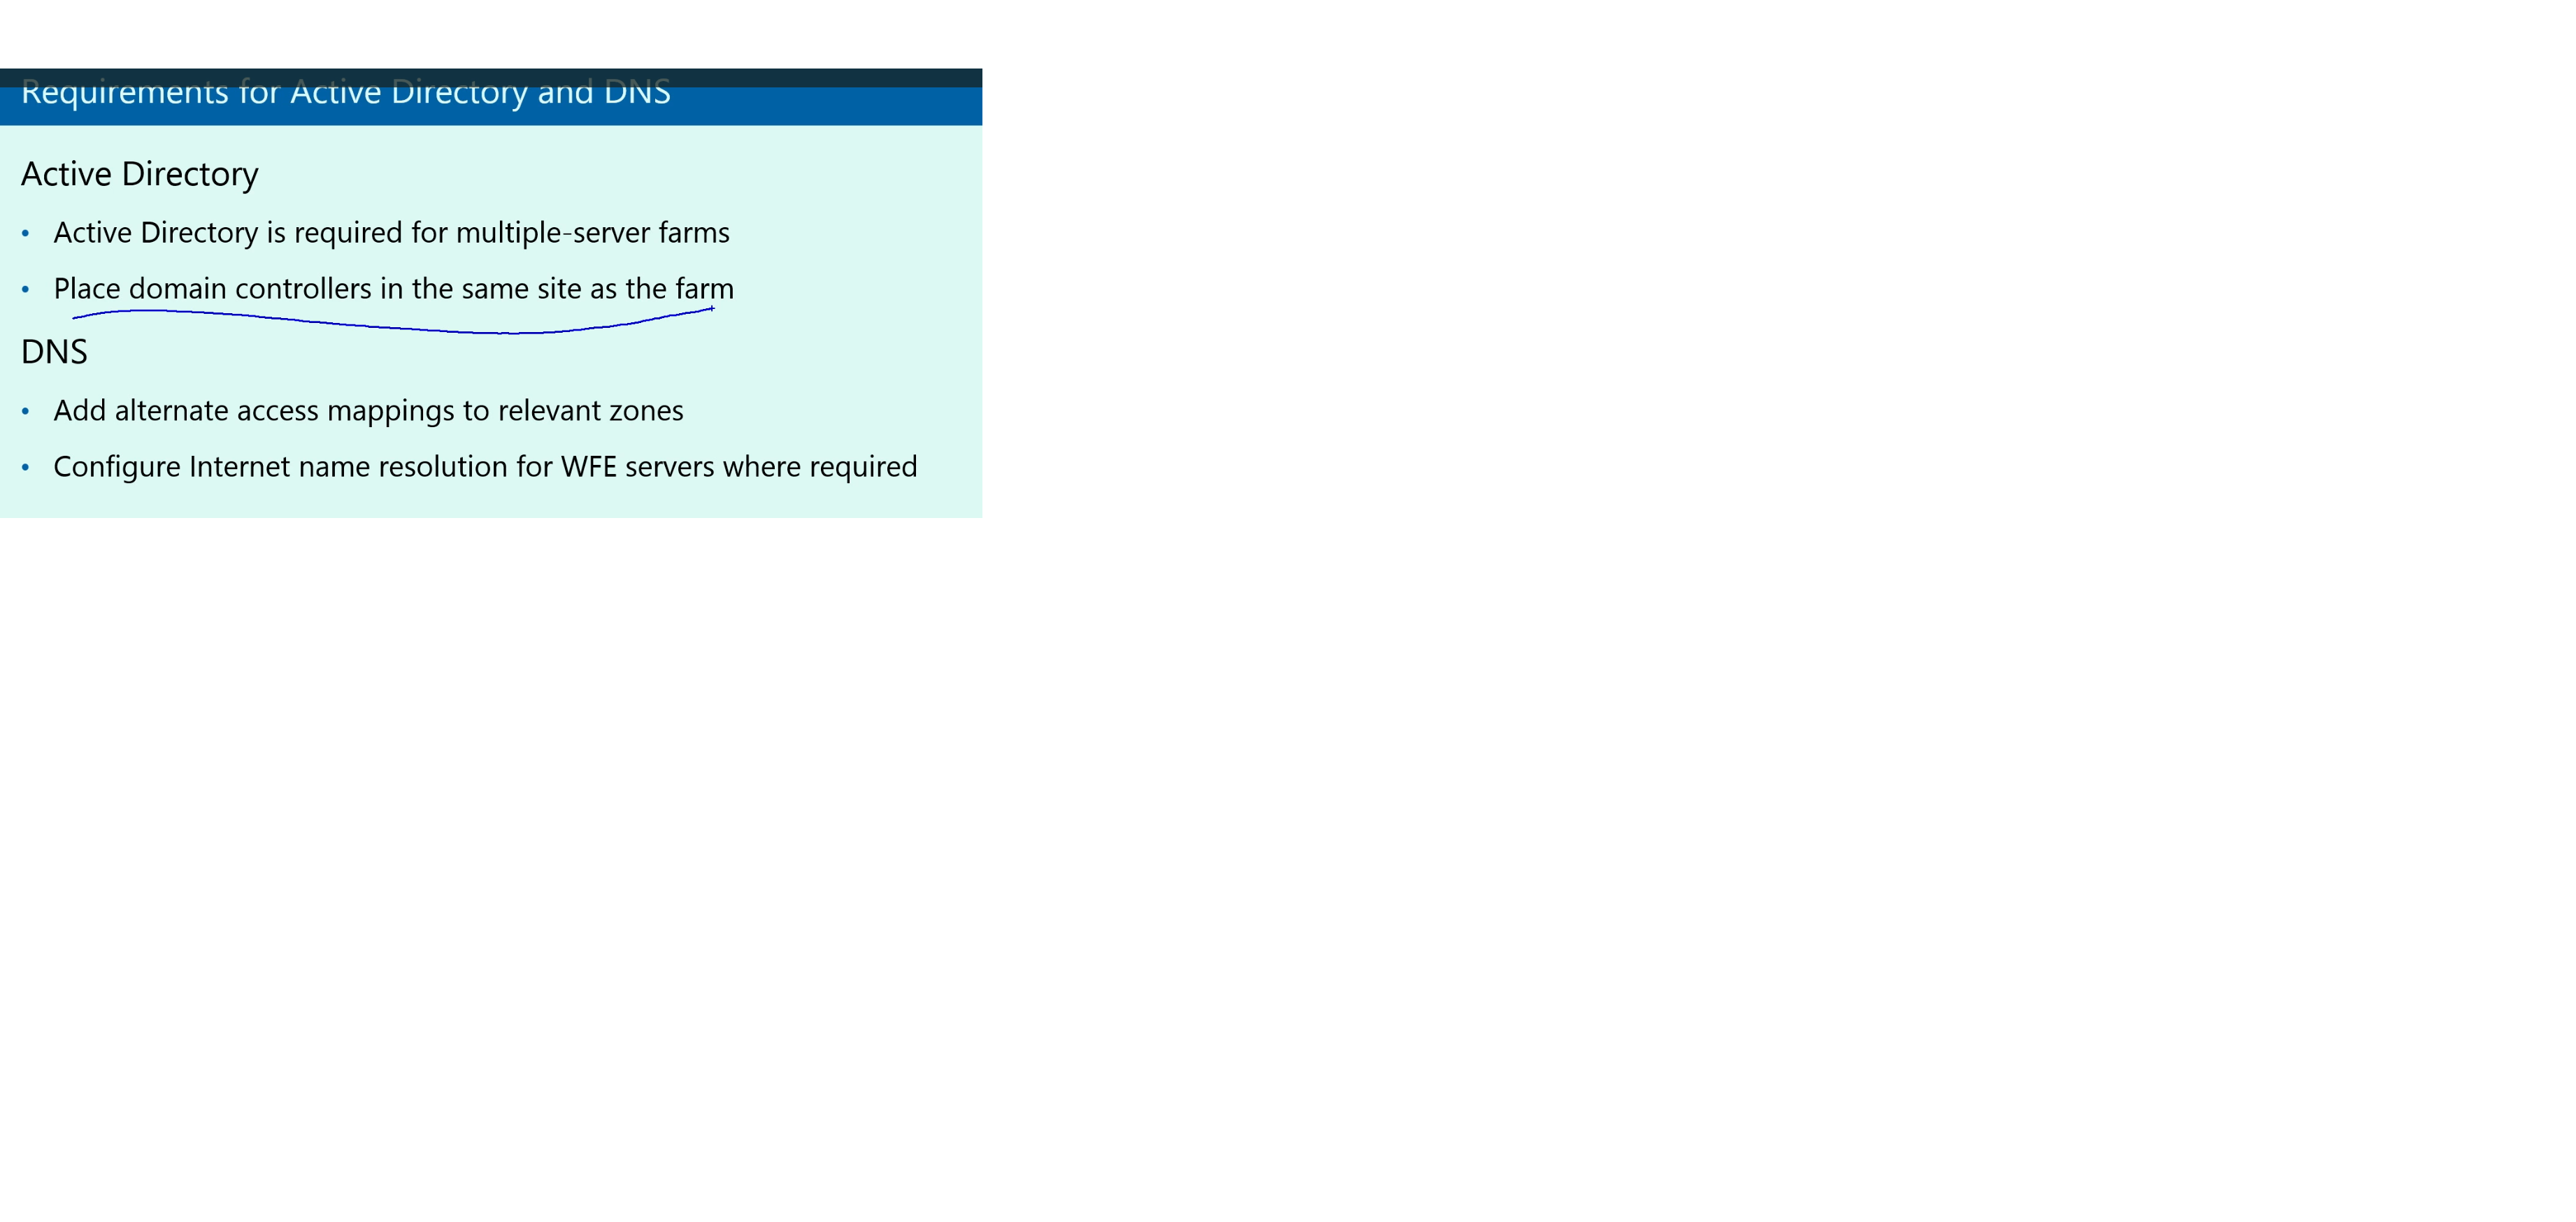 Requirements for Active Directory and DNS
Active Directory
• Active Directory is required for multiple-server farms
• Place domain controllers in the same site as the farm
DNS
• Add alternate access mappings to relevant zones
• Configure Internet name resolution for WFE servers where required